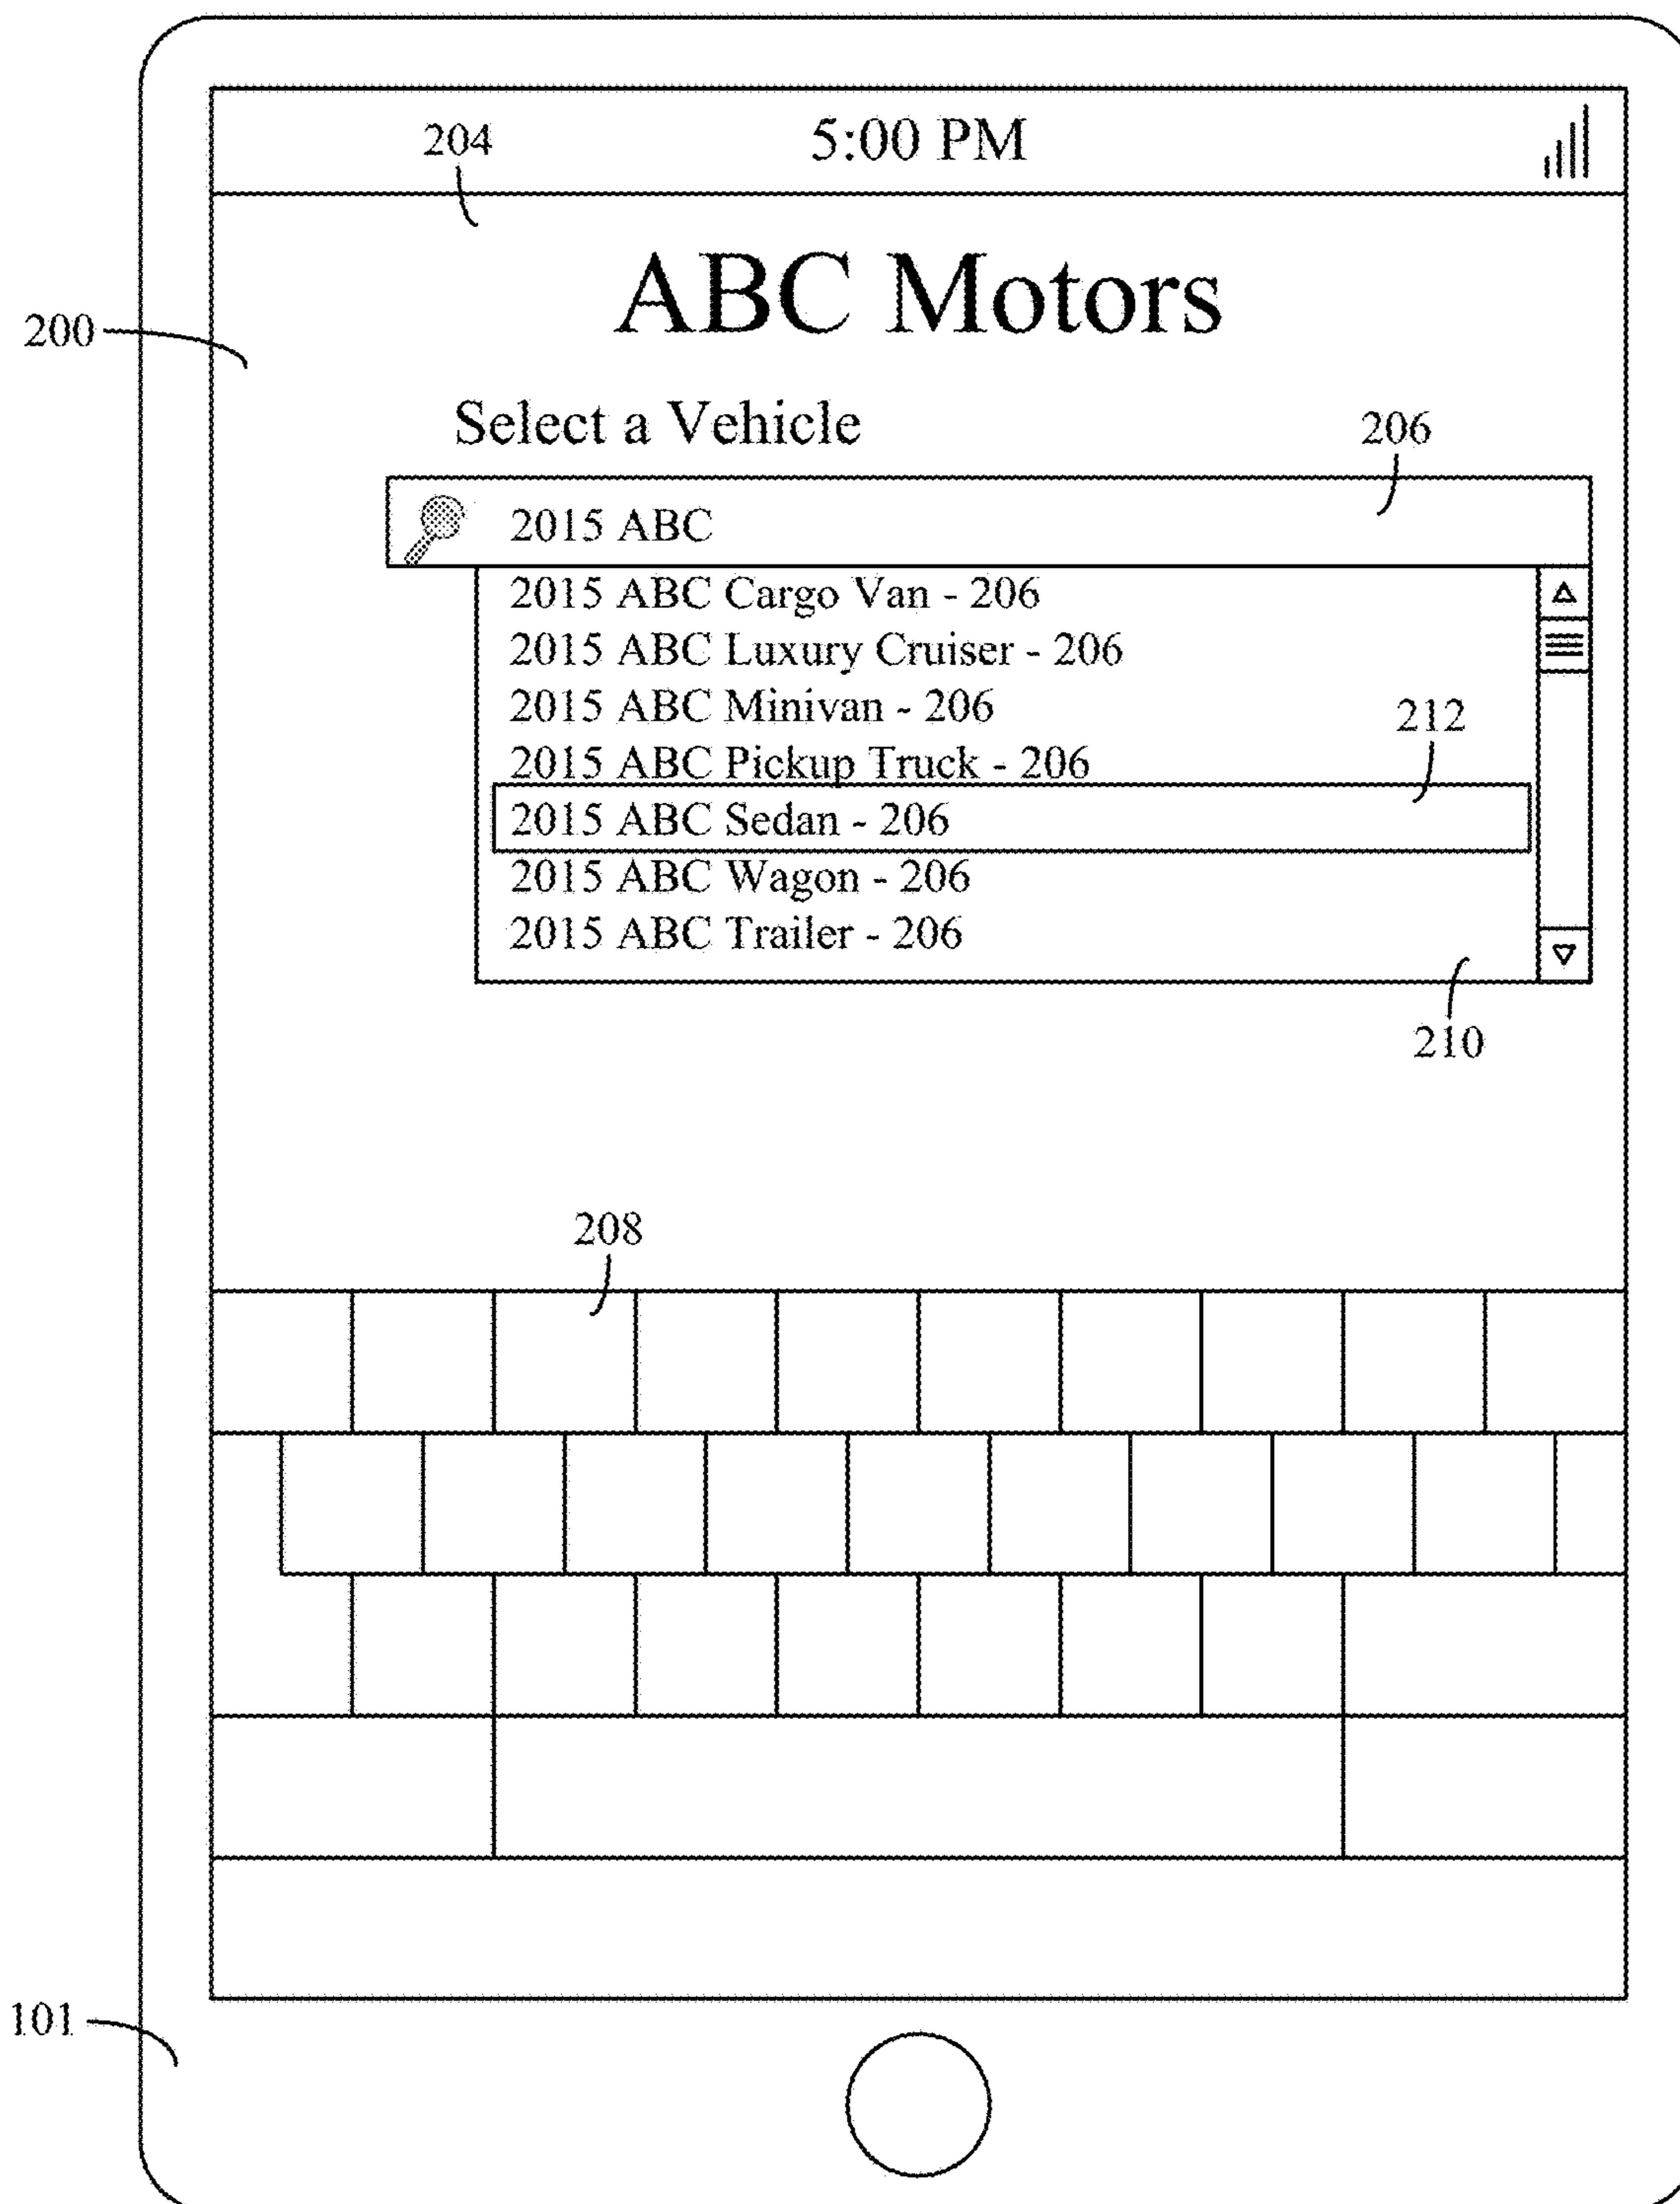 204
5:00 PM
ABC Motors
200
Select a Vehicle
206
2015 ABC
2015 ABC Cargo Van - 206
2015 ABC Luxury Cruiser - 206
2015 ABC Minivan - 206
212
2015 ABC Pickup Truck - 206
2015 ABC Sedan - 206
2015 ABC Wagon - 206
2015 ABC Trailer - 206
210
208
101